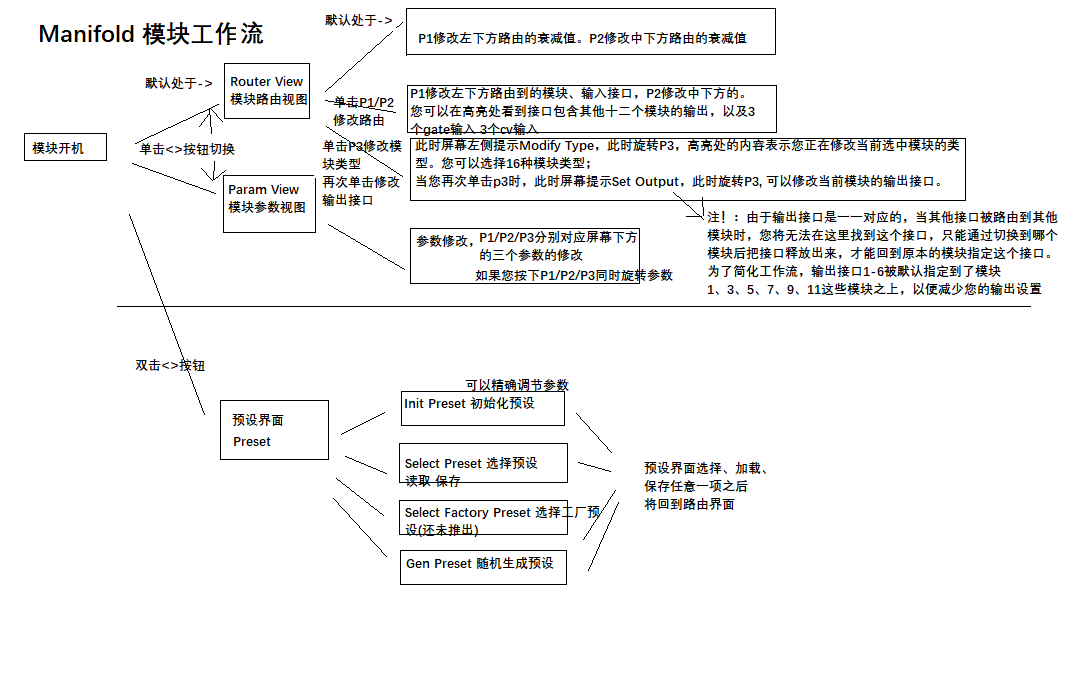 Manifold 模块工作流
默认处于->
P1修改左下方路由的衰减值。P2修改中下方路由的衰减值
默认处于->
Router View
模块路由视图
单击P1/P2
修改路由
P1修改左下方路由到的模块、输入接口，P2修改中下方的。
您可以在高亮处看到接口包含其他十二个模块的输出，以及3
个gate输入 3个cv输入
模块开机
单击<>按钮切换
单击P3修改模
块类型
再次单击修改
输出接口
此时屏幕左侧提示Modify Type，此时旋转P3，高亮处的内容表示您正在修改当前选中模块的类
型。您可以选择16种模块类型；
当您再次单击p3时，此时屏幕提示Set Output，此时旋转P3, 可以修改当前模块的输出接口。
Param View
模块参数视图
注！：由于输出接口是一一对应的，当其他接口被路由到其他
模块时，您将无法在这里找到这个接口，只能通过切换到哪个
模块后把接口释放出来，才能回到原本的模块指定这个接口。
为了简化工作流，输出接口1-6被默认指定到了模块
1、3、5、7、9、11这些模块之上，以便减少您的输出设置
参数修改，P1/P2/P3分别对应屏幕下方
的三个参数的修改
如果您按下P1/P2/P3同时旋转参数
双击<>按钮
可以精确调节参数
预设界面
Preset
Init Preset 初始化预设
Select Preset 选择预设
读取 保存
Select Factory Preset 选择工厂预
设(还未推出)
Gen Preset 随机生成预设
预设界面选择、加载、
保存任意一项之后
将回到路由界面